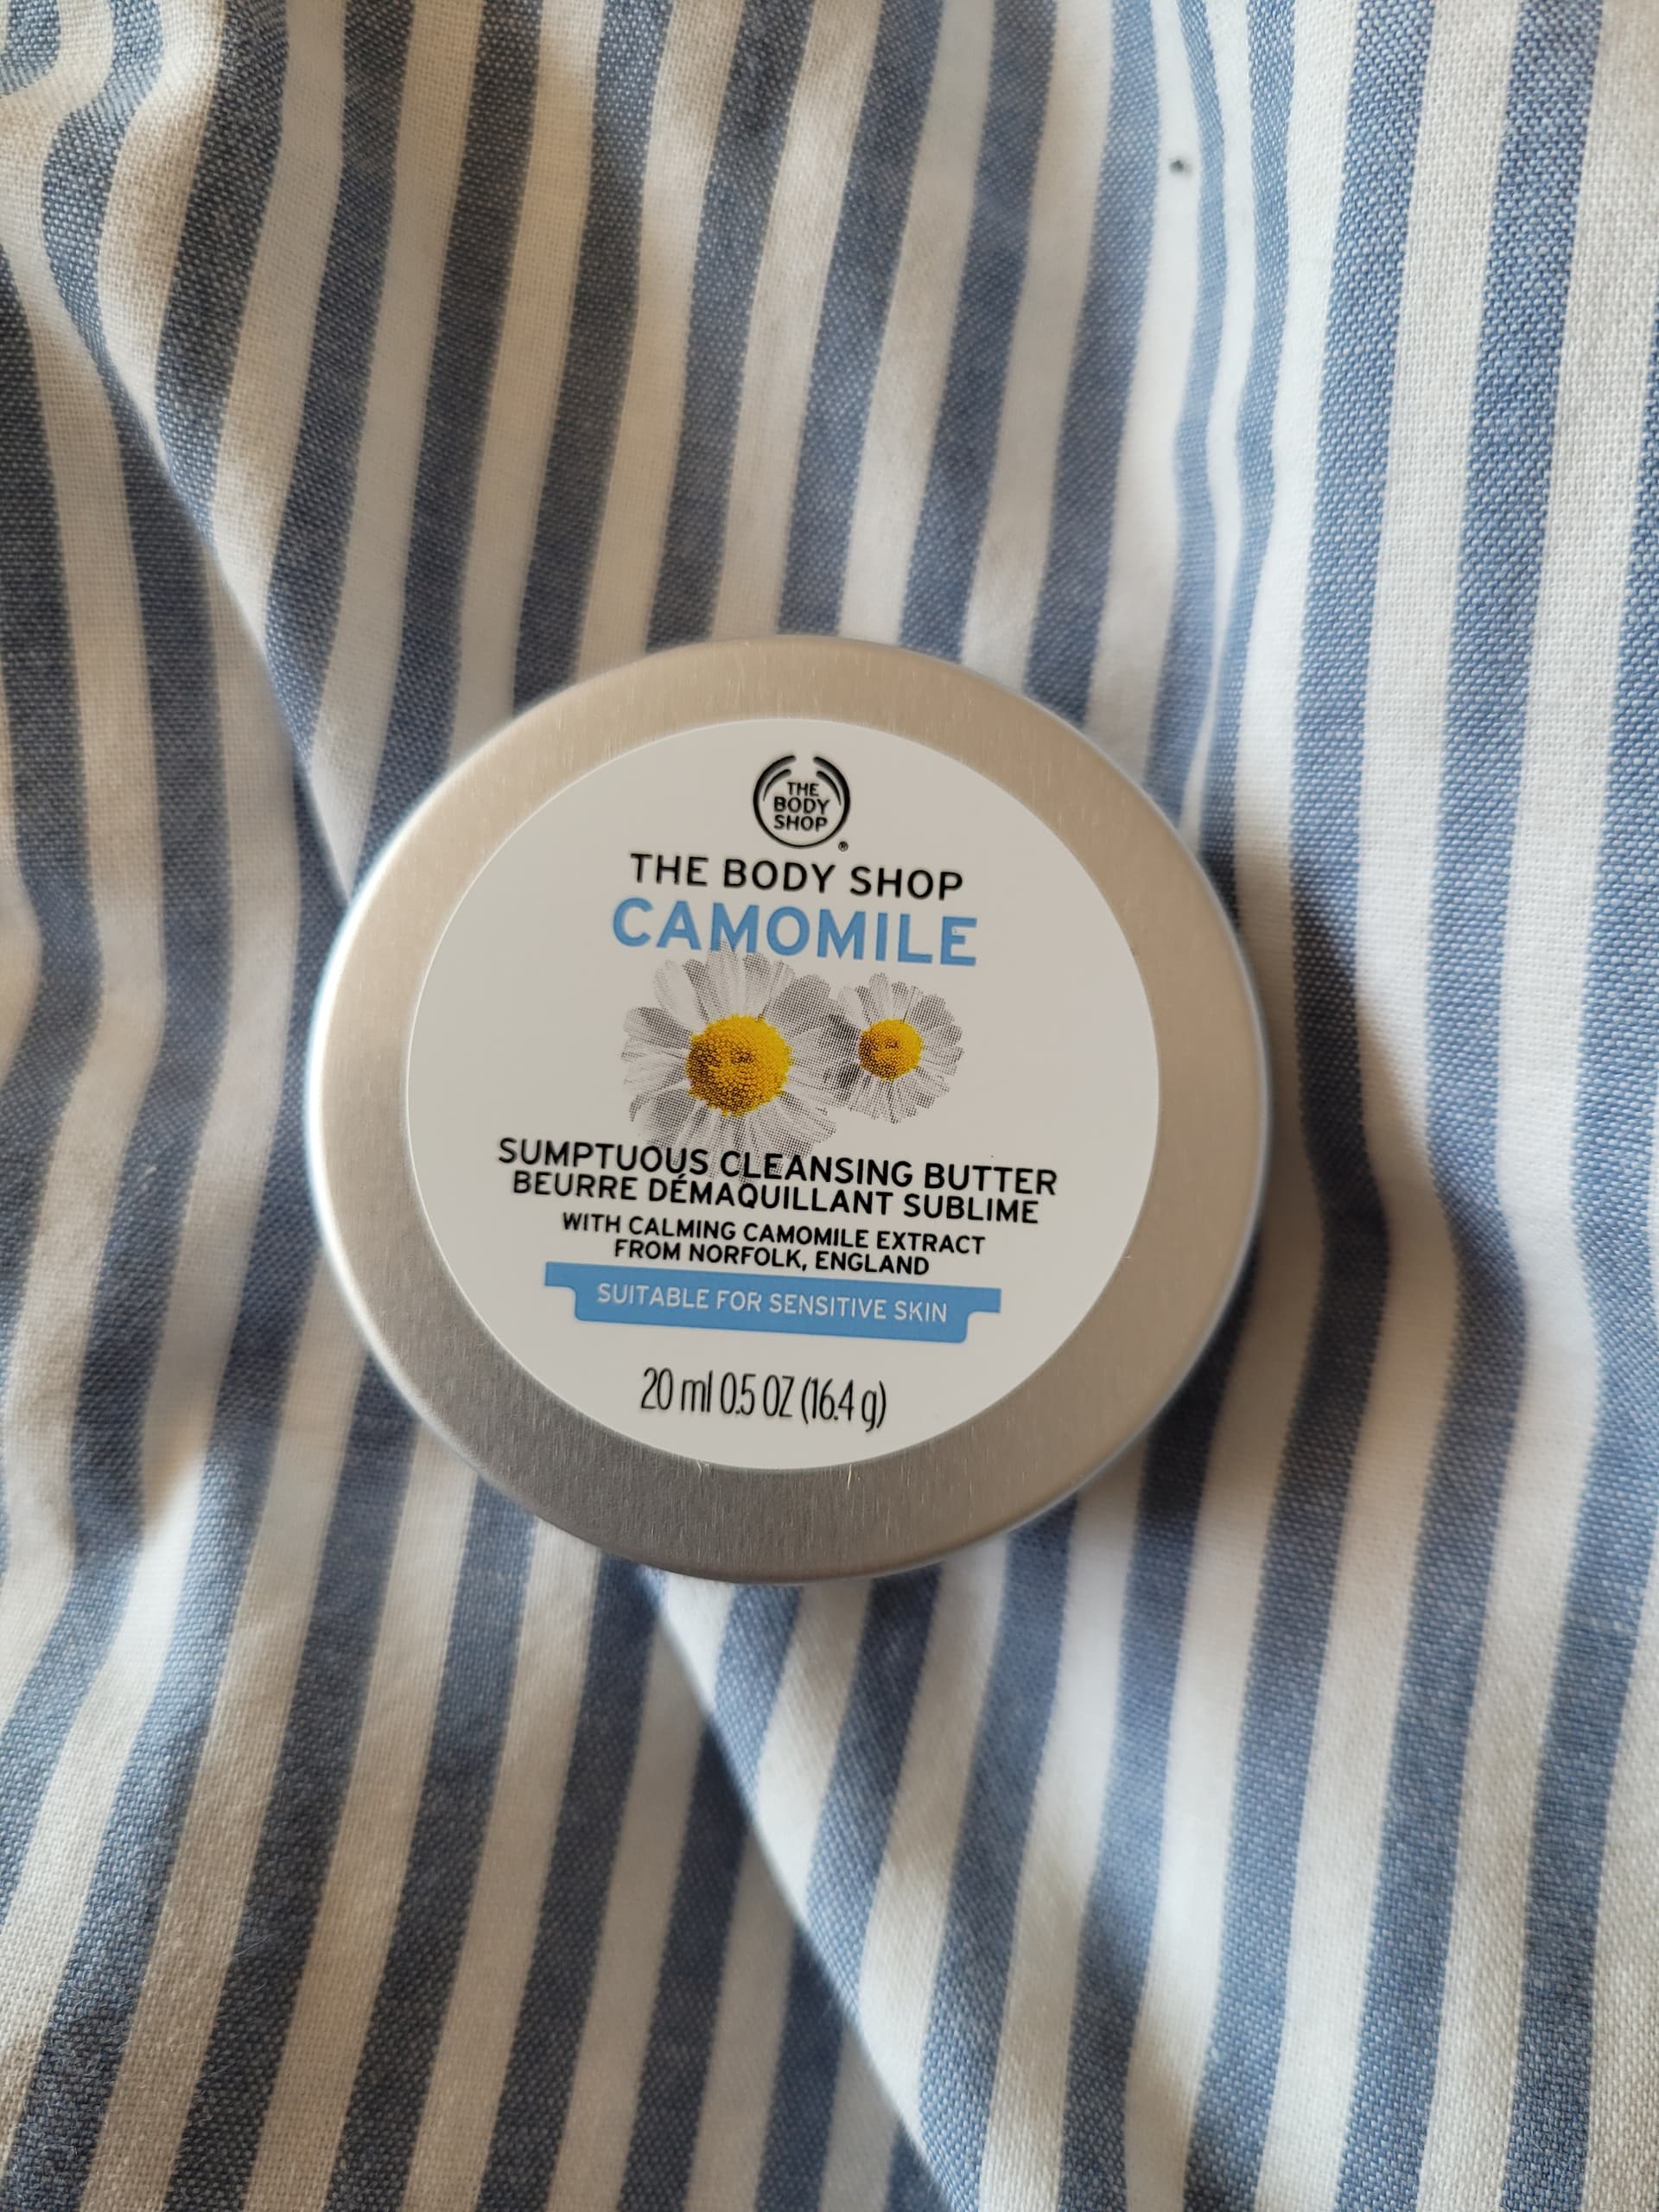 THE
BODY
SHOP
®
THE BODY SHOP
CAMOMILE
SUMPTUOUS CLEANSING BUTTER
BEURRE DÉMAQUILLANT SUBLIME
WITH CALMING CAMOMILE EXTRACT
FROM NORFOLK, ENGLAND
SUITABLE FOR SENSITIVE SKIN
20 ml 0.5 OZ (16.4 g)